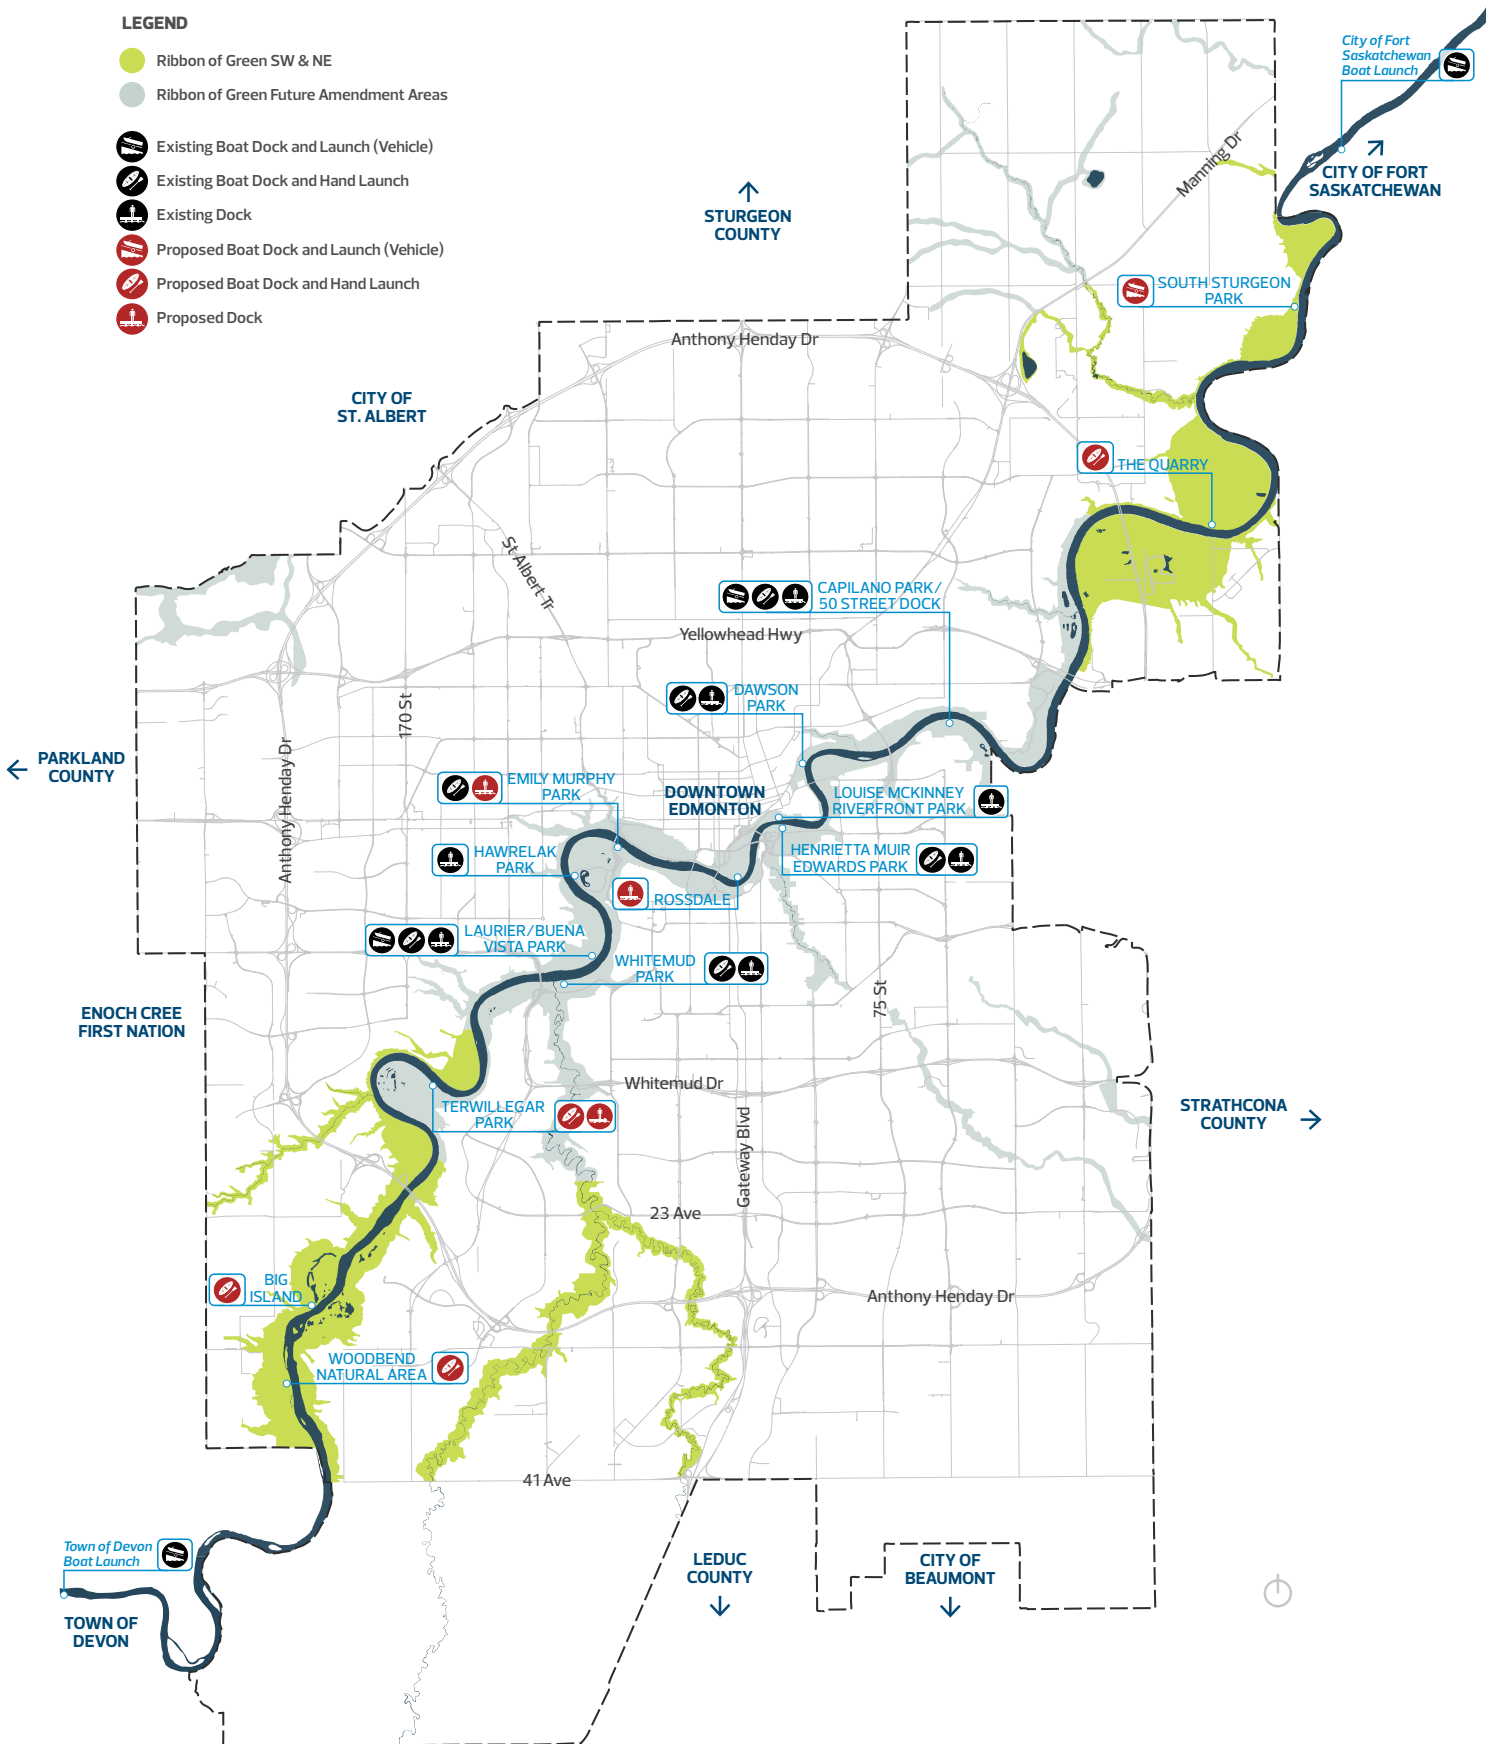 LEGEND
Ribbon of Green SW & NE
Ribbon of Green Future Amendment Areas
Existing Boat Dock and Launch (Vehicle)
Existing Boat Dock and Hand Launch
Existing Dock
Proposed Boat Dock and Launch (Vehicle)
Proposed Boat Dock and Hand Launch
Proposed Dock
City of Fort
Saskatchewan
Boat Launch
CITY OF FORT
SASKATCHEWAN
Manning Dr
STURGEON
COUNTY
SOUTH STURGEON
PARK
Anthony Henday Dr
CITY OF
ST. ALBERT
THE QUARRY
St Albert Tr
CAPILANO PARK/
50 STREET DOCK
Yellowhead Hwy
DAWSON
PARK
170 St
PARKLAND
COUNTY
Anthony Henday Dr
EMILY MURPHY
PARK
DOWNTOWN
EDMONTON
LOUISE MCKINNEY
RIVERFRONT PARK
HAWRELAK
PARK
HENRIETTA MUIR
EDWARDS PARK
ROSSDALE
LAURIER/BUENA
VISTA PARK
WHITEMUD
PARK
75 St
ENOCH CREE
FIRST NATION
Whitemud Dr
TERWILLEGAR
PARK
STRATHCONA
COUNTY
Gateway Blvd
23 Ave
BIG
ISLAND
Anthony Henday Dr
WOODBEND
NATURAL AREA
41 Ave
Town of Devon
Boat Launch
LEDUC
COUNTY
CITY OF
BEAUMONT
TOWN OF
DEVON